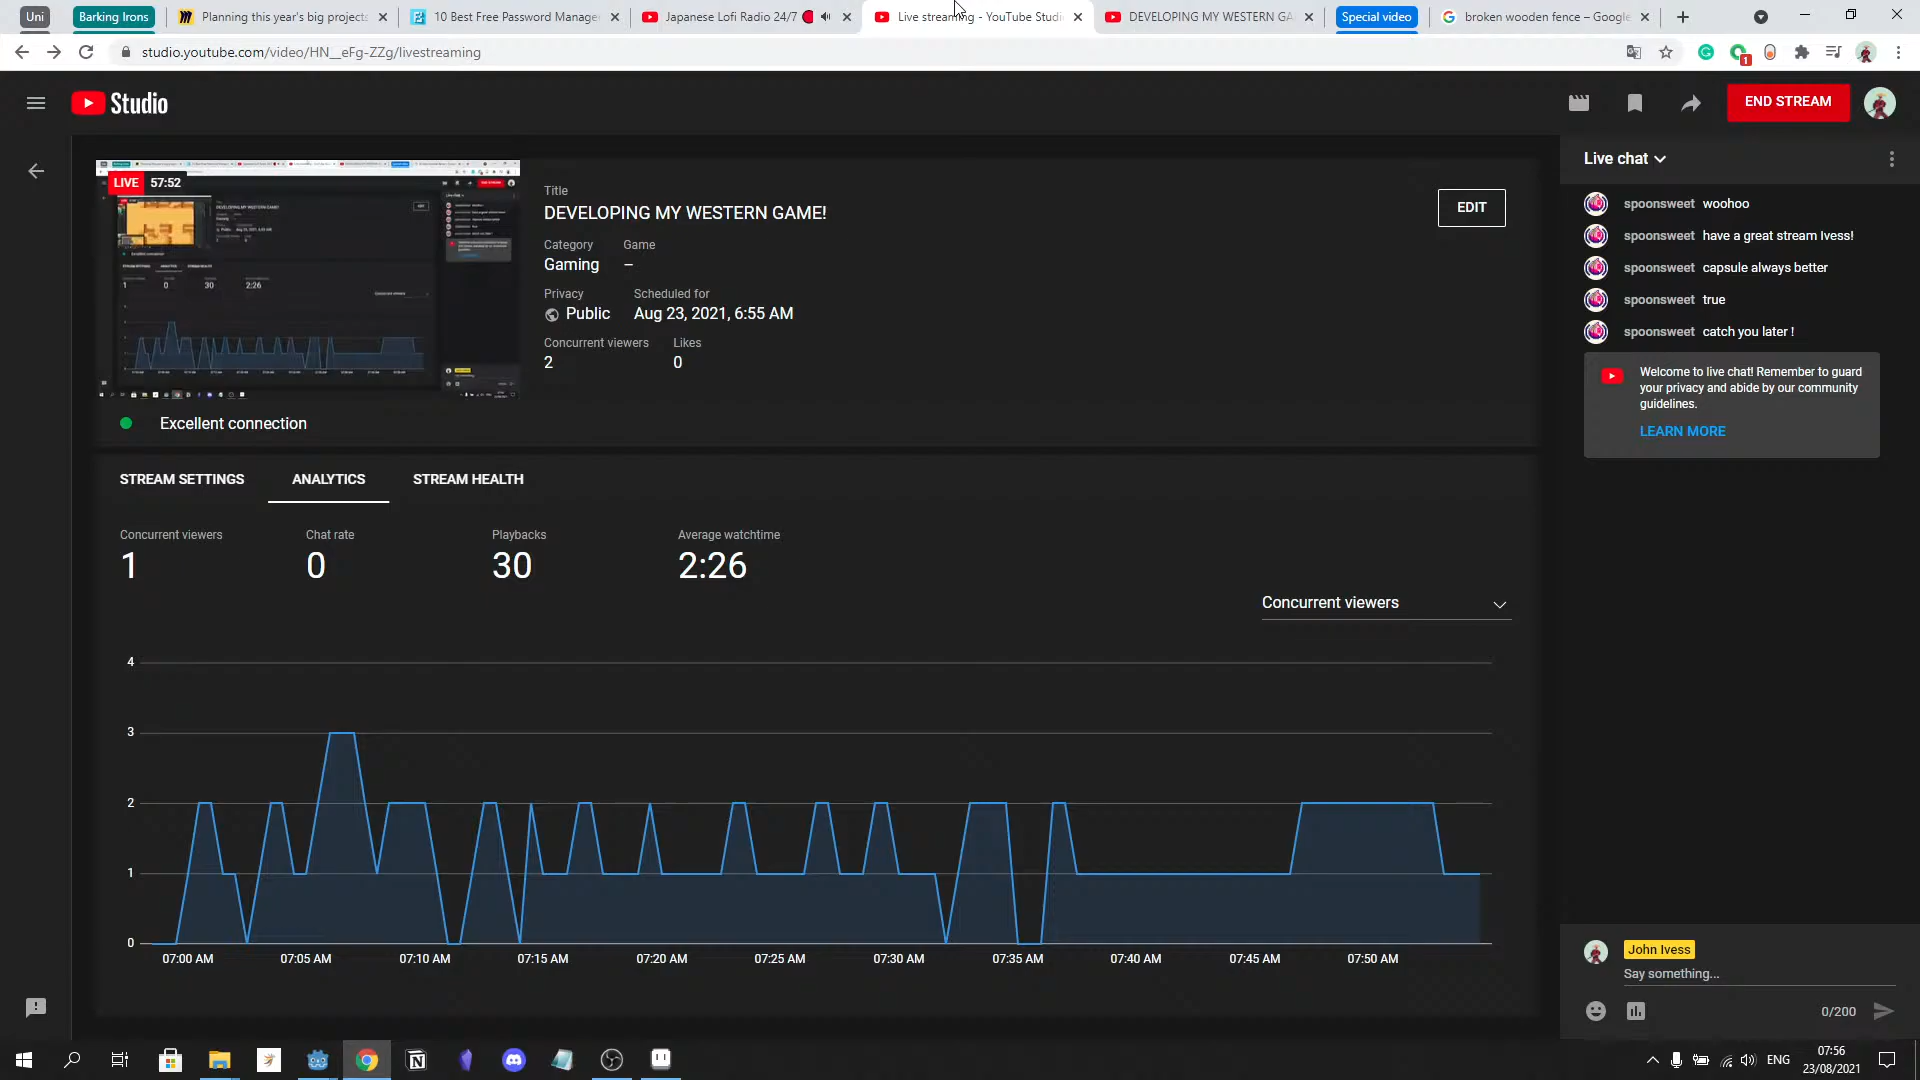 Uni
Barking Irons
Planning this year's big projects
10 Best Free Password Manage
Japanese Lofi Radio 24/7
Live streaming - YouTube Studi
DEVELOPING MY WESTERN GA
Special video
broken wooden fence – Google
studio.youtube.com/video/HN__eFg-ZZg/livestreaming
1
Studio
END STREAM
LIVE 57:52
Title
DEVELOPING MY WESTERN GAME!
EDIT
Category Game
Gaming –
Privacy Scheduled for
Public Aug 23, 2021, 6:55 AM
Concurrent viewers Likes
2 0
Excellent connection
STREAM SETTINGS ANALYTICS STREAM HEALTH
Concurrent viewers Chat rate Playbacks Average watchtime
1 0 30 2:26
Concurrent viewers
4
3
2
1
0
07:00 AM 07:05 AM 07:10 AM 07:15 AM 07:20 AM 07:25 AM 07:30 AM 07:35 AM 07:40 AM 07:45 AM 07:50 AM
Live chat
spoonsweet woohoo
spoonsweet have a great stream Ivess!
spoonsweet capsule always better
spoonsweet true
spoonsweet catch you later !
Welcome to live chat! Remember to guard
your privacy and abide by our community
guidelines.
LEARN MORE
John Ivess
Say something...
0/200
ENG
07:56
23/08/2021